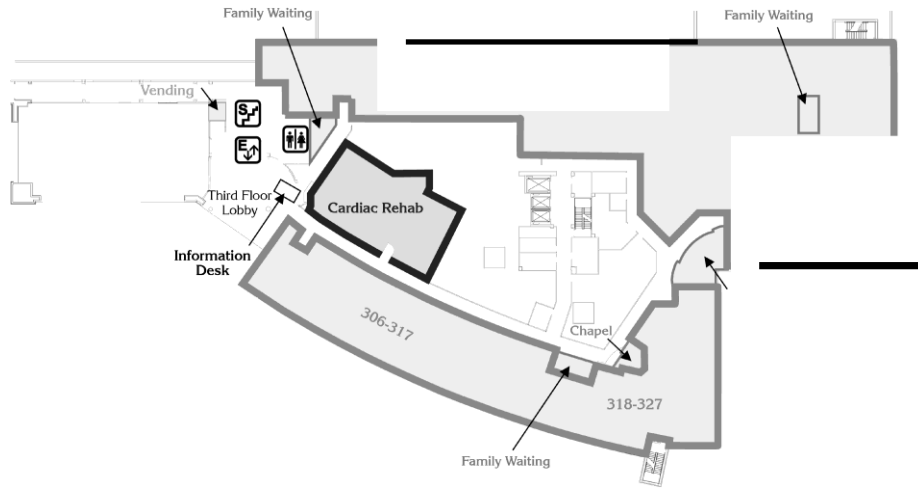 Family Waiting
Family Waiting
Vending
S
E
Third Floor
Lobby
Cardiac Rehab
Information
Desk
306-317
Chapel
318-327
Family Waiting